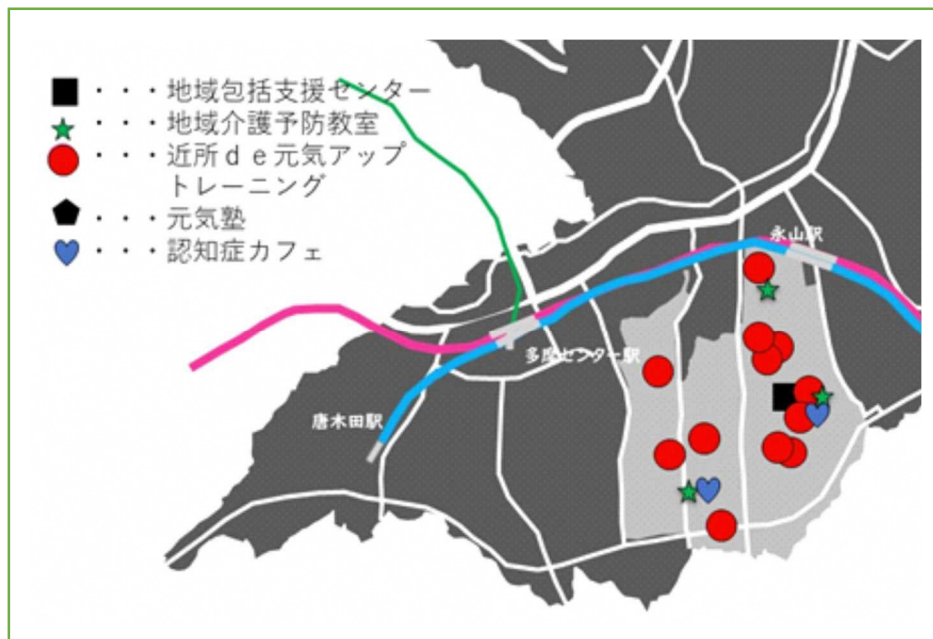 ・・・地域包括支援センター
・・・地域介護予防教室
・・・近所ｄｅ元気アップ
トレーニング
・・・元気塾
・・・認知症カフェ
永山駅
多摩センター駅
唐木田駅